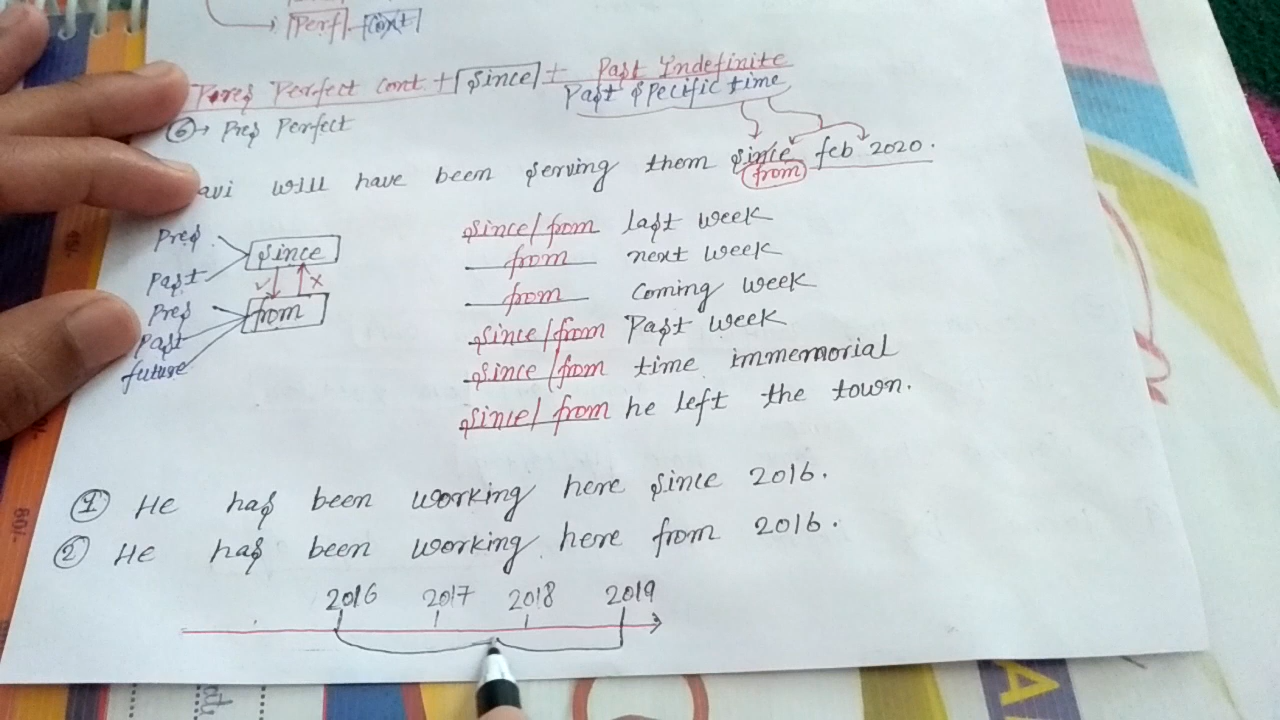 Perf Cont
Pres Perfect Cont. + Since + Past Indefinite
Past Specific time
6 → Pres Perfect
avi will have been serving them since feb 2020.
from
Pres
Past
since
✓ X
Pres
Past
future
from
since/from last week
from next week
from Coming week
since/from Past week
since/from time immemorial
since/from he left the town.
1 He has been working here since 2016.
2 He has been working here from 2016.
2016 2017 2018 2019